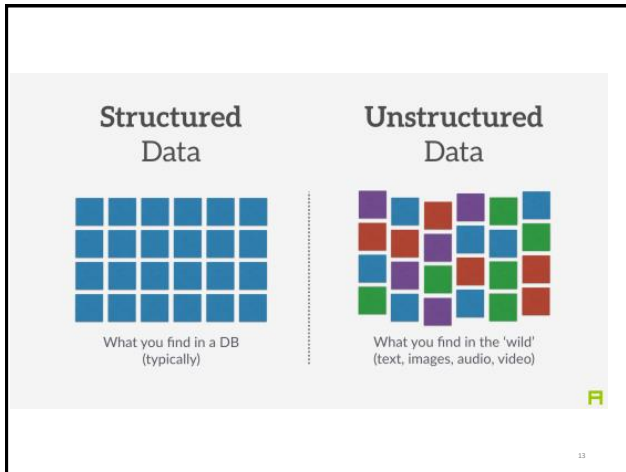 Structured
Data
What you find in a DB
(typically)
Unstructured
Data
What you find in the ‘wild’
(text, images, audio, video)
13